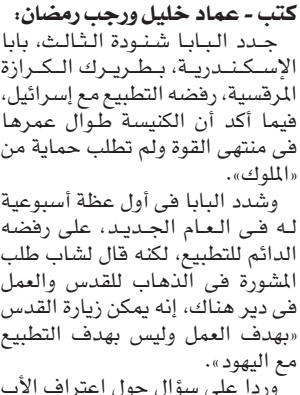 كتب - عماد خليل ورجب رمضان:
جدد البابا شنودة الثالث، بابا
الإسكندرية، بطريرك الكرازة
المرقسية، رفضه التطبيع مع إسرائيل،
فيما أكد أن الكنيسة طوال عمرها
فى منتهى القوة ولم تطلب حماية من
«الملوك».
وشدد البابا فى أول عظة أسبوعية
له فى العام الجديد، على رفضه
الدائم للتطبيع، لكنه قال لشاب طلب
المشورة فى الذهاب للقدس والعمل
فى دير هناك، إنه يمكن زيارة القدس
«بهدف العمل وليس بهدف التطبيع
مع اليهود».
وردا على سؤال حول اعتراف الأب